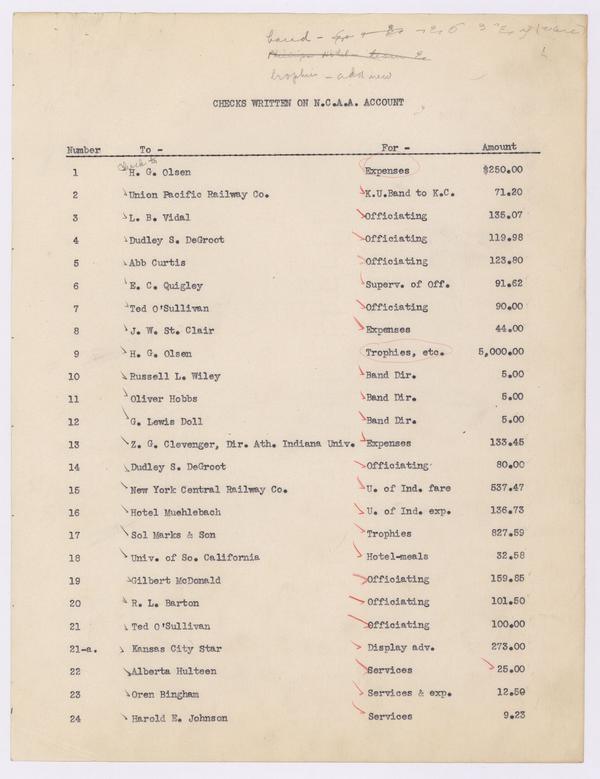 trophies - add new
CHECKS WRITTEN ON N.C.A.A. ACCOUNT
Number To - For - Amount
check to
1 H. G. Olsen Expenses $250.00
2 Union Pacific Railway Co. K.U.Band to K.C. 71.20
3 L. B. Vidal Officiating 135.07
4 Dudley S. DeGroot Officiating 119.98
5 Abb Curtis Officiating 123.80
6 E. C. Quigley Superv. of Off. 91.62
7 Ted O'Sullivan Officiating 90.00
8 J. W. St. Clair Expenses 44.00
9 H. G. Olsen Trophies, etc. 5,000.00
10 Russell L. Wiley Band Dir. 5.00
11 Oliver Hobbs Band Dir. 5.00
12 G. Lewis Doll Band Dir. 5.00
13 Z. G. Clevenger, Dir. Ath. Indiana Univ. Expenses 133.45
14 Dudley S. DeGroot Officiating 80.00
15 New York Central Railway Co. U. of Ind. fare 537.47
16 Hotel Muehlebach U. of Ind. exp. 136.73
17 Sol Marks & Son Trophies 827.59
18 Univ. of So. California Hotel-meals 32.58
19 Gilbert McDonald Officiating 159.85
20 R. L. Barton Officiating 101.50
21 Ted O'Sullivan Officiating 100.00
21-a. Kansas City Star Display adv. 273.00
22 Alberta Hulteen Services 25.00
23 Oren Bingham Services & exp. 12.50
24 Harold E. Johnson Services 9.23